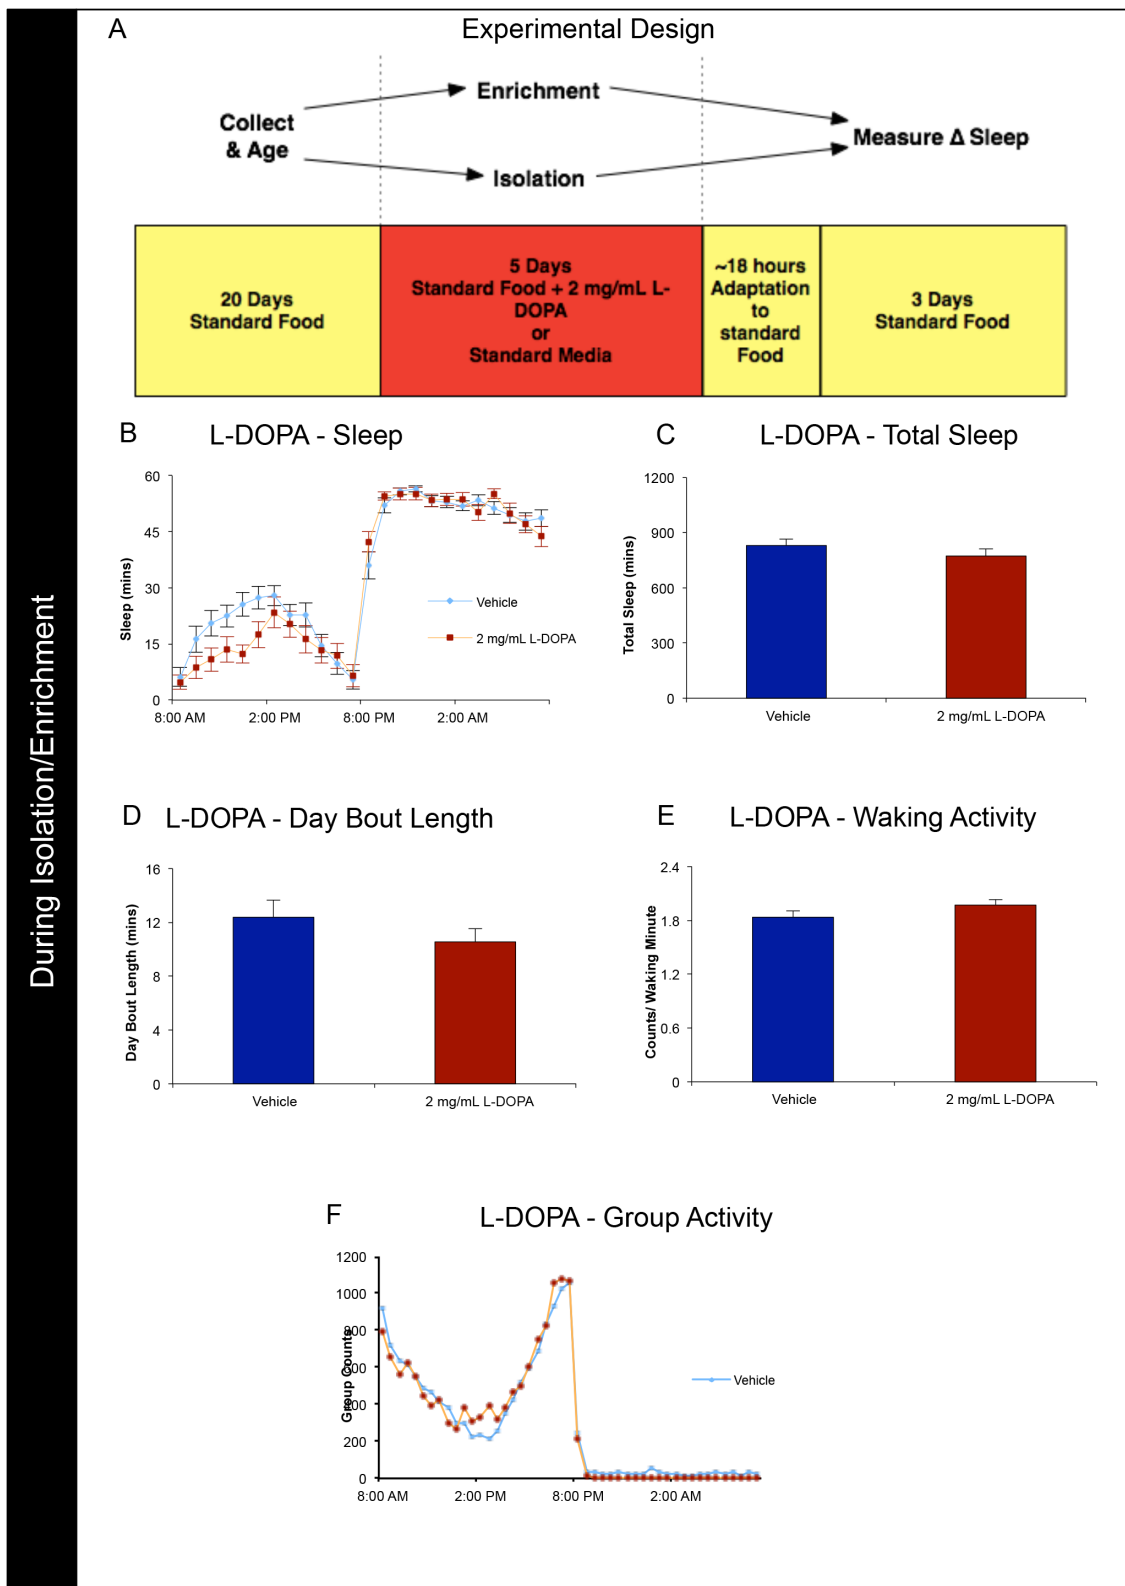 During Isolation/Enrichment
A
Experimental Design
Collect
& Age
Enrichment
Isolation
Measure Δ Sleep
20 Days
Standard Food
5 Days
Standard Food + 2 mg/mL L-
DOPA
or
Standard Media
~18 hours
Adaptation
to
standard
Food
3 Days
Standard Food
B
L-DOPA - Sleep
Sleep (mins)
60
45
30
15
0
8:00 AM
2:00 PM
8:00 PM
2:00 AM
Vehicle
2 mg/mL L-DOPA
C
L-DOPA - Total Sleep
Total Sleep (mins)
1200
900
600
300
0
Vehicle
2 mg/mL L-DOPA
D
L-DOPA - Day Bout Length
Day Bout Length (mins)
16
12
8
4
0
Vehicle
2 mg/mL L-DOPA
E
L-DOPA - Waking Activity
Counts/ Waking Minute
2.4
1.8
1.2
0.6
0
Vehicle
2 mg/mL L-DOPA
F
L-DOPA - Group Activity
Group Counts
1200
1000
800
600
400
200
0
8:00 AM
2:00 PM
8:00 PM
2:00 AM
Vehicle